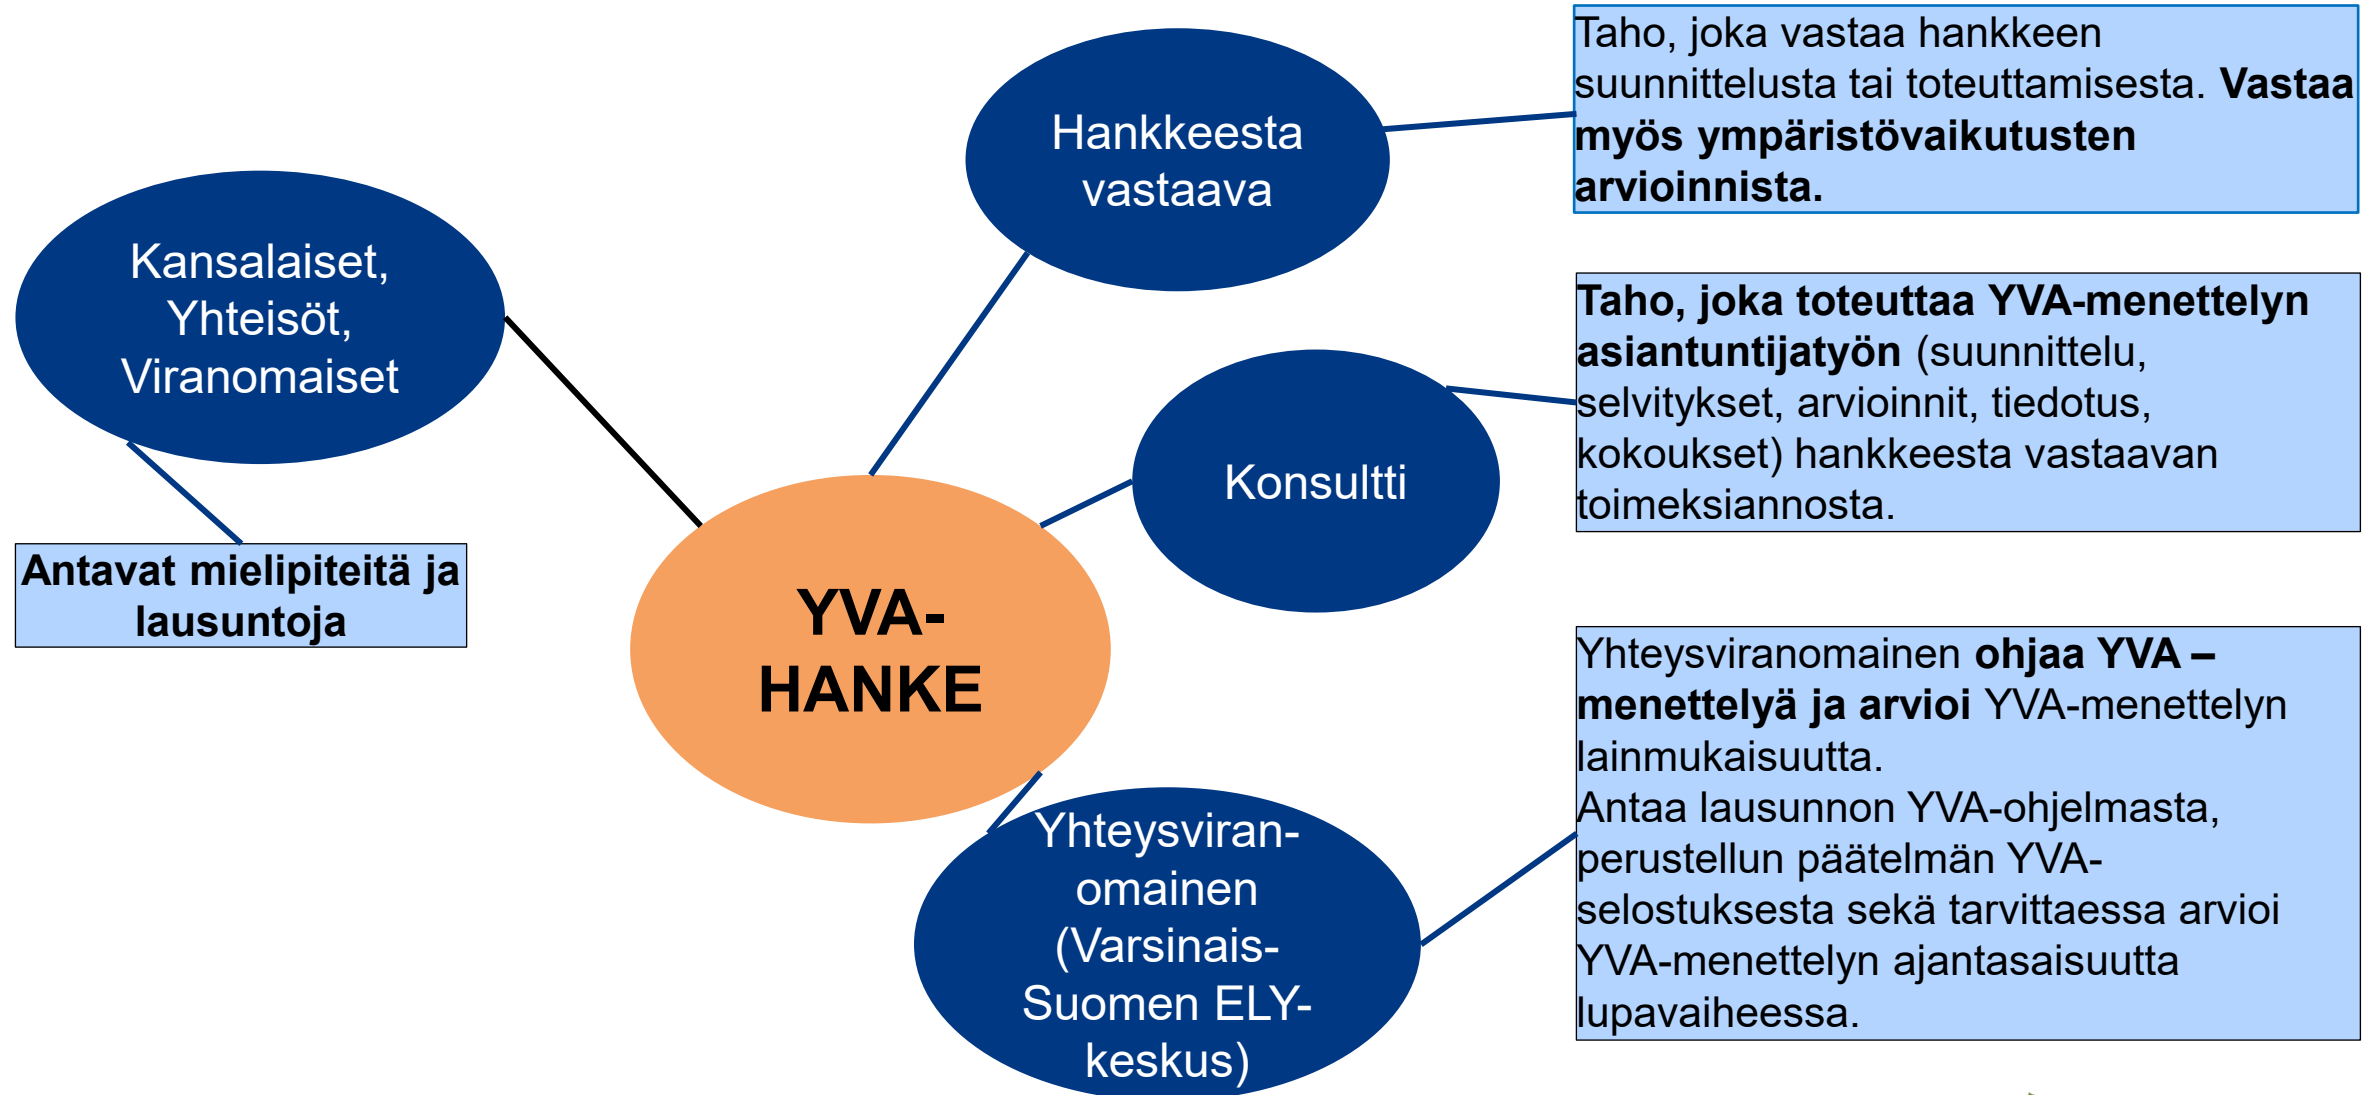 Hankkeesta
vastaava
Taho, joka vastaa hankkeen
suunnittelusta tai toteuttamisesta. Vastaa
myös ympäristövaikutusten
arvioinnista.
Kansalaiset,
Yhteisöt,
Viranomaiset
Antavat mielipiteitä ja
lausuntoja
Konsultti
Taho, joka toteuttaa YVA-menettelyn
asiantuntijatyön (suunnittelu,
selvitykset, arvioinnit, tiedotus,
kokoukset) hankkeesta vastaavan
toimeksiannosta.
YVA-
HANKE
Yhteysviran-
omainen
(Varsinais-
Suomen ELY-
keskus)
Yhteysviranomainen ohjaa YVA –
menettelyä ja arvioi YVA-menettelyn
lainmukaisuutta.
Antaa lausunnon YVA-ohjelmasta,
perustellun päätelmän YVA-
selostuksesta sekä tarvittaessa arvioi
YVA-menettelyn ajantasaisuutta
lupavaiheessa.